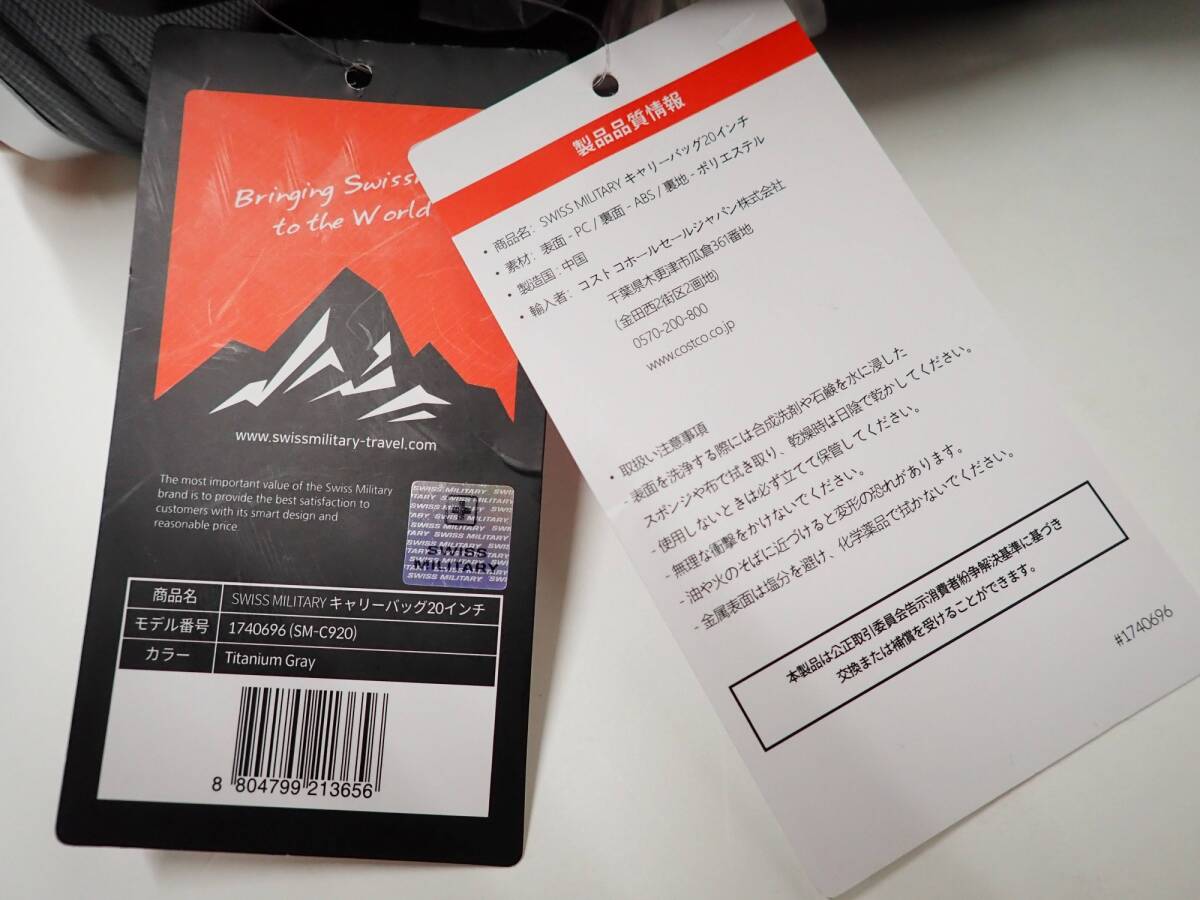 Bringing
to the World
www.swissmilitary-travel.com
The most important value of the Swiss Military
brand is to provide the best satisfaction to
customers with its smart design and
reasonable price.
SWISS
MILITARY
商品名 SWISS MILITARY キャリーバッグ20インチ
モデル番号 1740696 (SM-C920)
カラー Titanium Gray
8 804799 213656
製品品質情報
• 商品名: SWISS MILITARY キャリーバッグ20インチ
• 素材: 表面 - PC / 裏面 - ABS / 裏地 - ポリエステル
• 製造国 : 中国
• 輸入者: コストコホールセールジャパン株式会社
千葉県木更津市瓜倉361番地
(金田西2街区2画地)
0570-200-800
www.costco.co.jp
• 取扱い注意事項
- 表面を洗浄する際には合成洗剤や石鹸を水に浸した
スポンジや布で拭き取り、乾燥時は日陰で乾かしてください。
- 使用しないときは必ず立てて保管してください。
- 無理な衝撃をかけないでください。
- 油や火のそばに近づけると変形の恐れがあります。
- 金属表面は塩分を避け、化学薬品で拭かないでください。
本製品は公正取引委員会告示消費者紛争解決基準に基づき
交換または補償を受けることができます。
#1740696